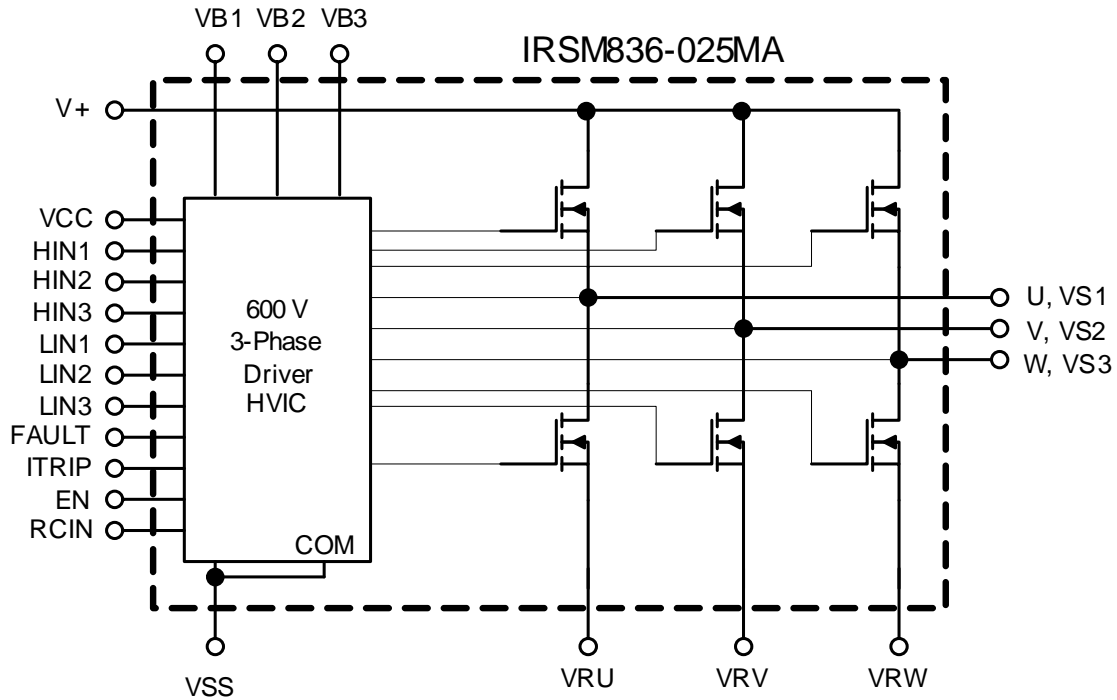 VB1 VB2 VB3
IRSM836-025MA
V+
VCC
HIN1
HIN2
HIN3
LIN1
LIN2
LIN3
FAULT
ITRIP
EN
RCIN
600 V
3-Phase
Driver
HVIC
COM
U, VS1
V, VS2
W, VS3
VSS
VRU
VRV
VRW